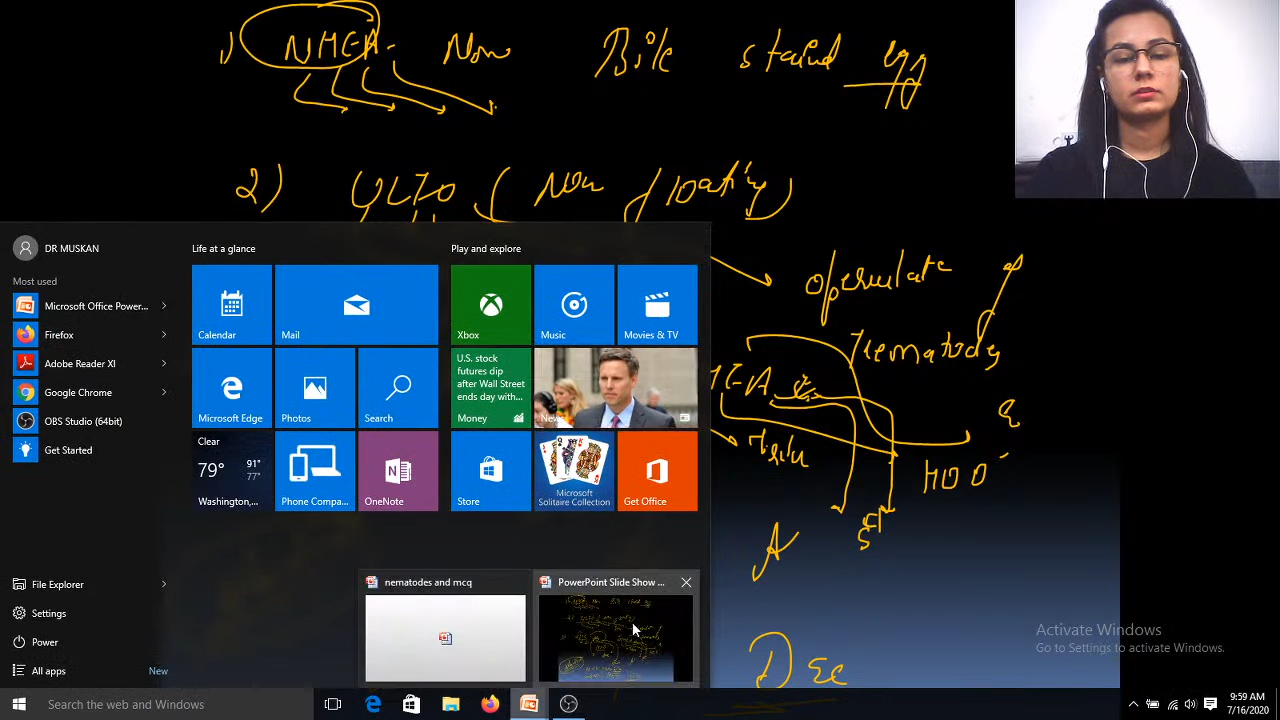 1) NHEA - Non Bile stained egg
2) (Non floating)
operculate
Trematodes
&
A
DR MUSKAN
Most used
Microsoft Office Power...
Firefox
Adobe Reader XI
Google Chrome
OBS Studio (64bit)
Get Started
File Explorer
Settings
Power
All apps New
Life at a glance
Play and explore
Calendar
Mail
Xbox
Music
Movies & TV
Microsoft Edge
Photos
Search
U.S. stock
futures dip
after Wall Street
ends day with...
Money
News
Clear
79° 91°
77°
Washington,...
Phone Compa...
OneNote
Store
Microsoft
Solitaire Collection
Get Office
nematodes and mcq
PowerPoint Slide Show ...
Activate Windows
Go to Settings to activate Windows.
Search the web and Windows
9:59 AM
7/16/2020